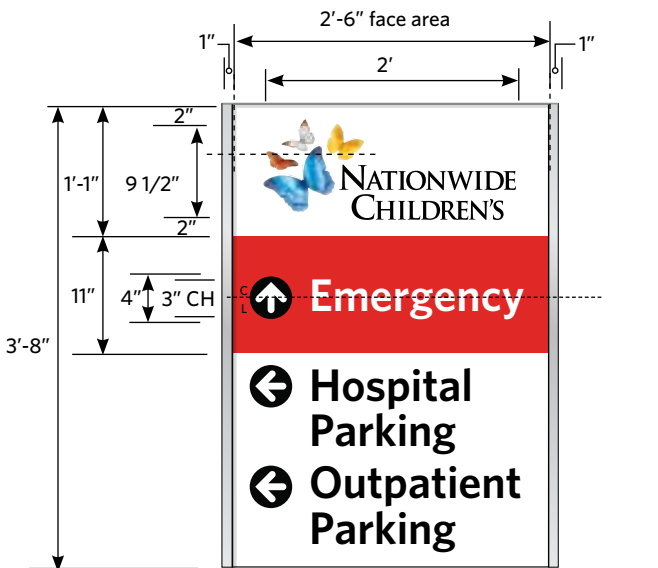 2'-6” face area
1”
1”
2'
2”
1'-1”
9 1/2”
2”
NATIONWIDE
CHILDREN'S
11”
4”
3” CH
C
L
Emergency
3'-8”
Hospital
Parking
Outpatient
Parking